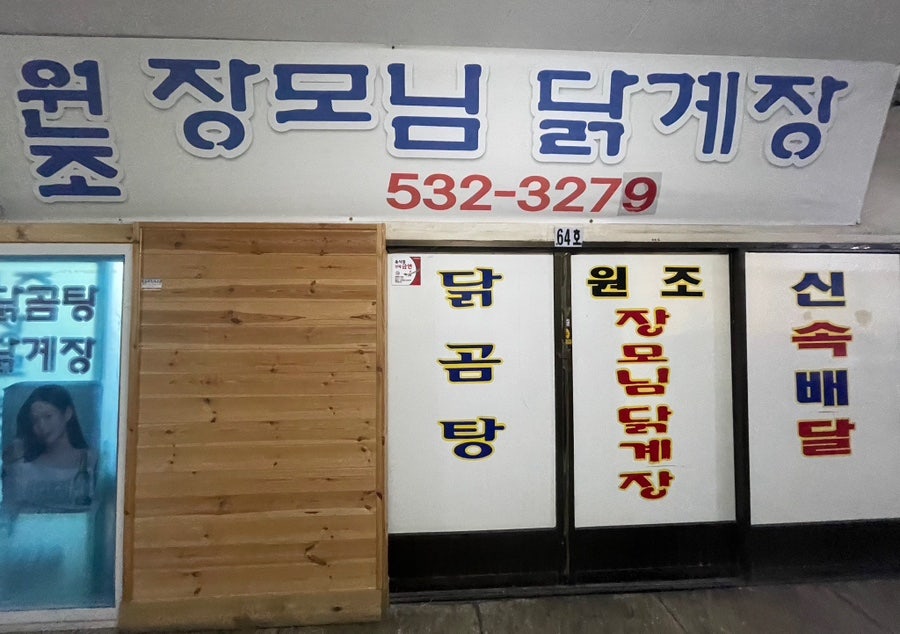 원조 장모님 닭계장
532-3279
64호
닭곰탕
닭게장
닭곰탕
원조
장모님닭계장
신속배달